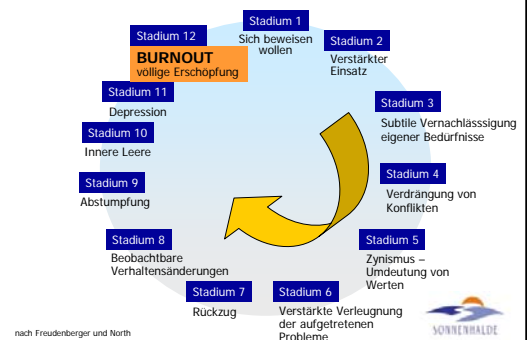 Stadium 1
Sich beweisen
wollen
Stadium 2
Verstärkter
Einsatz
Stadium 3
Subtile Vernachlässsigung
eigener Bedürfnisse
Stadium 4
Verdrängung von
Konflikten
Stadium 5
Zynismus –
Umdeutung von
Werten
Stadium 6
Verstärkte Verleugnung
der aufgetretenen
Probleme
Stadium 7
Rückzug
Stadium 8
Beobachtbare
Verhaltensänderungen
Stadium 9
Abstumpfung
Stadium 10
Innere Leere
Stadium 11
Depression
Stadium 12
BURNOUT
völlige Erschöpfung
nach Freudenberger und North
SONNENHALDE